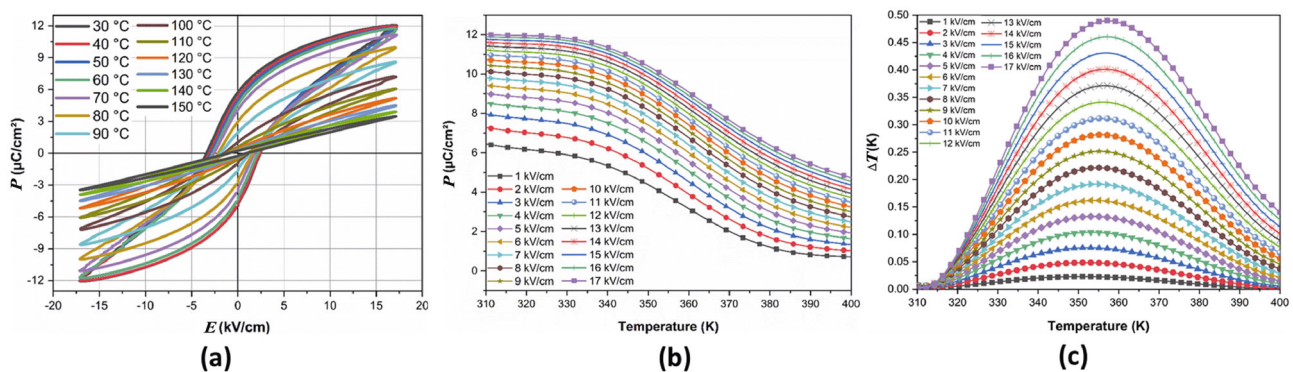 12
9
6
3
0
-3
-6
-9
-12
P (μC/cm²)
30 °C
40 °C
50 °C
60 °C
70 °C
80 °C
90 °C
100 °C
110 °C
120 °C
130 °C
140 °C
150 °C
-20 -15 -10 -5 0 5 10 15 20
E (kV/cm)
(a)
12
10
8
6
4
2
0
P (μC/cm²)
1 kV/cm
2 kV/cm
3 kV/cm
4 kV/cm
5 kV/cm
6 kV/cm
7 kV/cm
8 kV/cm
9 kV/cm
10 kV/cm
11 kV/cm
12 kV/cm
13 kV/cm
14 kV/cm
15 kV/cm
16 kV/cm
17 kV/cm
310 320 330 340 350 360 370 380 390 400
Temperature (K)
(b)
0.50
0.45
0.40
0.35
0.30
0.25
0.20
0.15
0.10
0.05
0.00
ΔT(K)
1 kV/cm
2 kV/cm
3 kV/cm
4 kV/cm
5 kV/cm
6 kV/cm
7 kV/cm
8 kV/cm
9 kV/cm
10 kV/cm
11 kV/cm
12 kV/cm
13 kV/cm
14 kV/cm
15 kV/cm
16 kV/cm
17 kV/cm
310 320 330 340 350 360 370 380 390 400
Temperature (K)
(c)